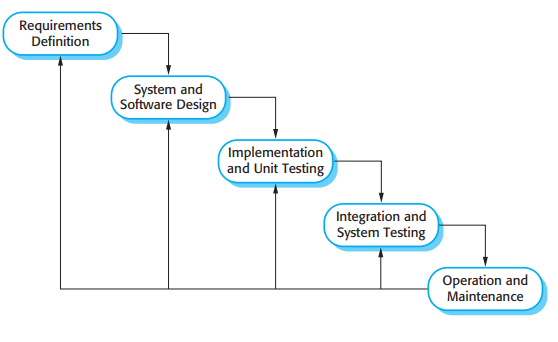 Requirements
Definition
System and
Software Design
Implementation
and Unit Testing
Integration and
System Testing
Operation and
Maintenance